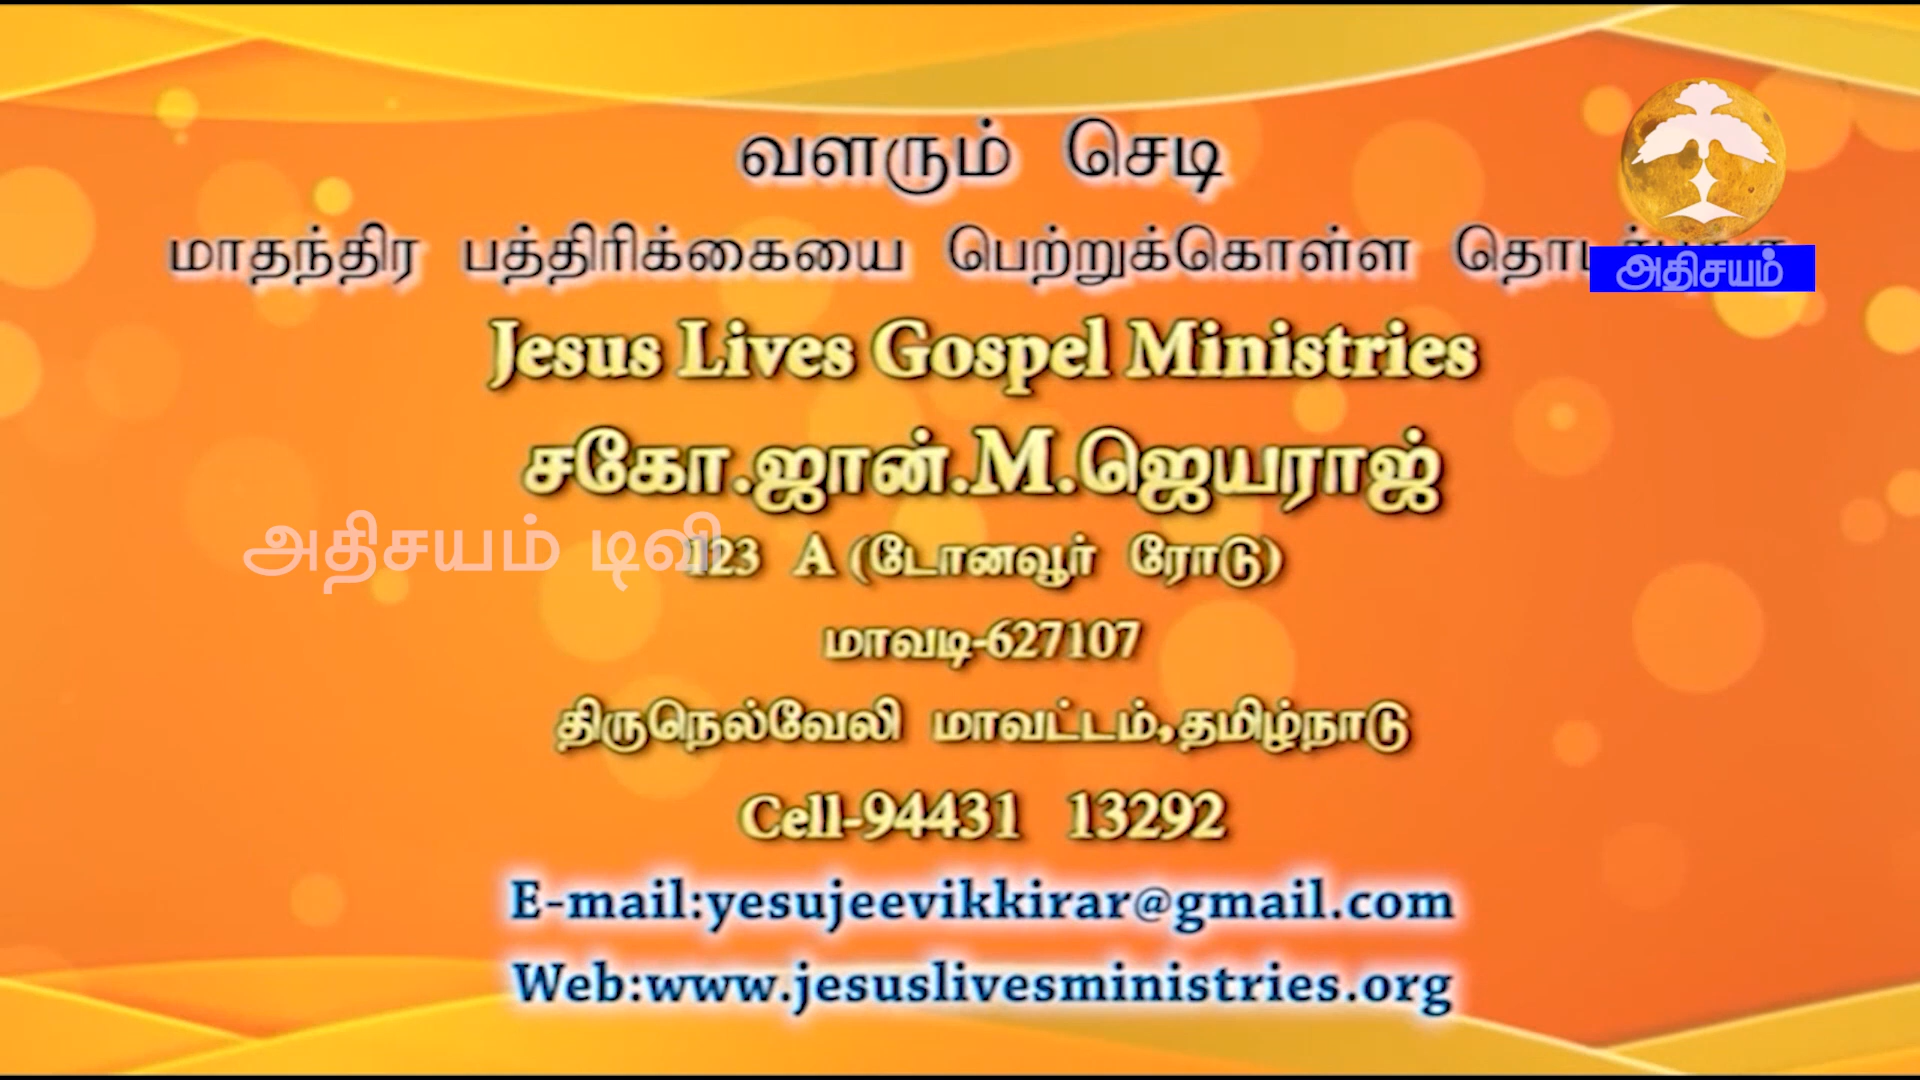 வளரும் செடி
மாதந்திர பத்திரிக்கையை பெற்றுக்கொள்ள
அதிசயம்
Jesus Lives Gospel Ministries
சகோ.ஜான்.M.ஜெயராஜ்
அதிசயம் டிவி
123 A (டோனவூர் ரோடு)
மாவடி-627107
திருநெல்வேலி மாவட்டம்,தமிழ்நாடு
Cell-94431 13292
E-mail:yesujeevikkirar@gmail.com
Web:www.jesuslivesministries.org